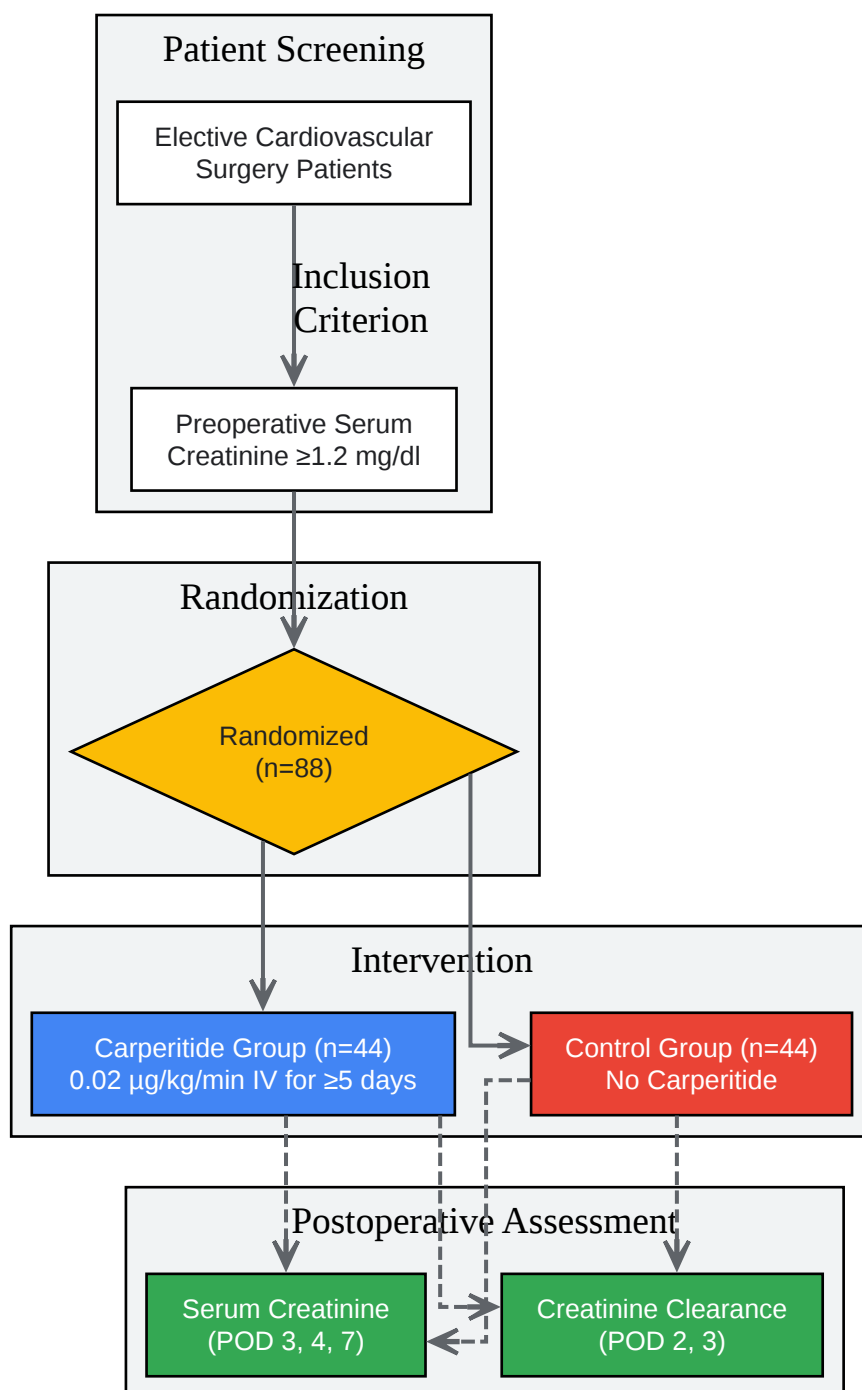 Patient Screening
Elective Cardiovascular
Surgery Patients
Inclusion
Criterion
Preoperative Serum
Creatinine ≥1.2 mg/dl
Randomization
Randomized
(n=88)
Intervention
Carperitide Group (n=44)
0.02 µg/kg/min IV for ≥5 days
Control Group (n=44)
No Carperitide
Postoperative Assessment
Serum Creatinine
(POD 3, 4, 7)
Creatinine Clearance
(POD 2, 3)